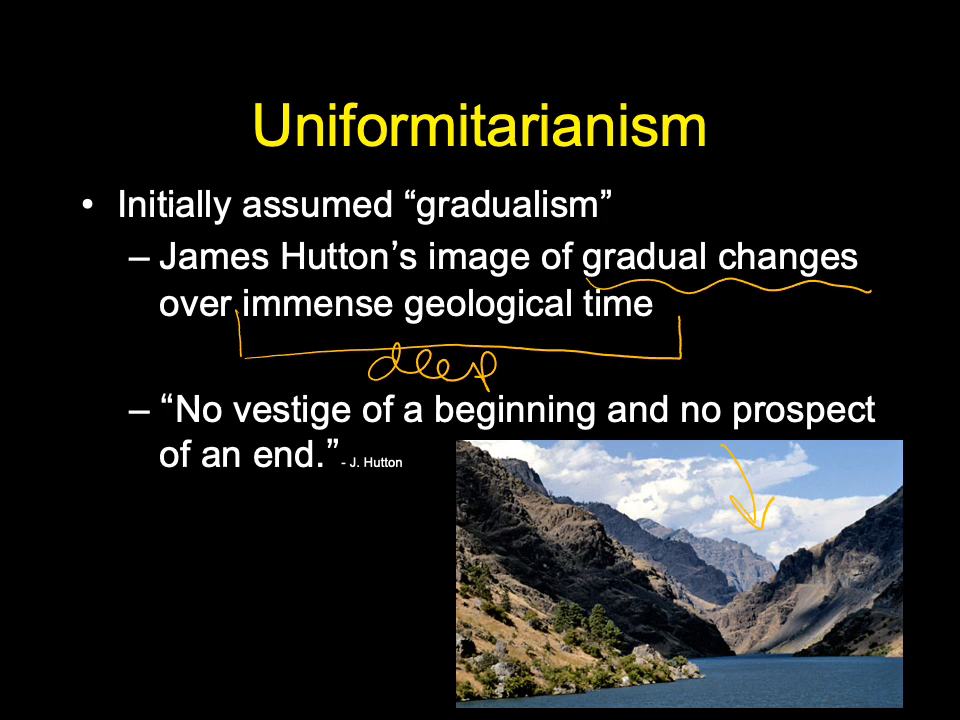 Uniformitarianism
• Initially assumed “gradualism”
– James Hutton’s image of gradual changes
over immense geological time
deep
– “No vestige of a beginning and no prospect
of an end.” - J. Hutton